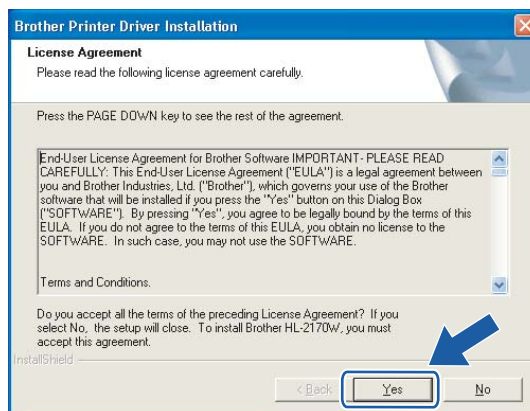 Brother Printer Driver Installation
License Agreement
Please read the following license agreement carefully.
Press the PAGE DOWN key to see the rest of the agreement.
End-User License Agreement for Brother Software IMPORTANT- PLEASE READ
CAREFULLY: This End-User License Agreement ("EULA") is a legal agreement between
you and Brother Industries, Ltd. ("Brother"), which governs your use of the Brother
software that will be installed if you press the "Yes" button on this Dialog Box
("SOFTWARE"). By pressing "Yes", you agree to be legally bound by the terms of this
EULA. If you do not agree to the terms of this EULA, you obtain no license to the
SOFTWARE. In such case, you may not use the SOFTWARE.
Terms and Conditions.
Do you accept all the terms of the preceding License Agreement? If you
select No, the setup will close. To install Brother HL-2170W, you must
accept this agreement.
InstallShield
< Back Yes No